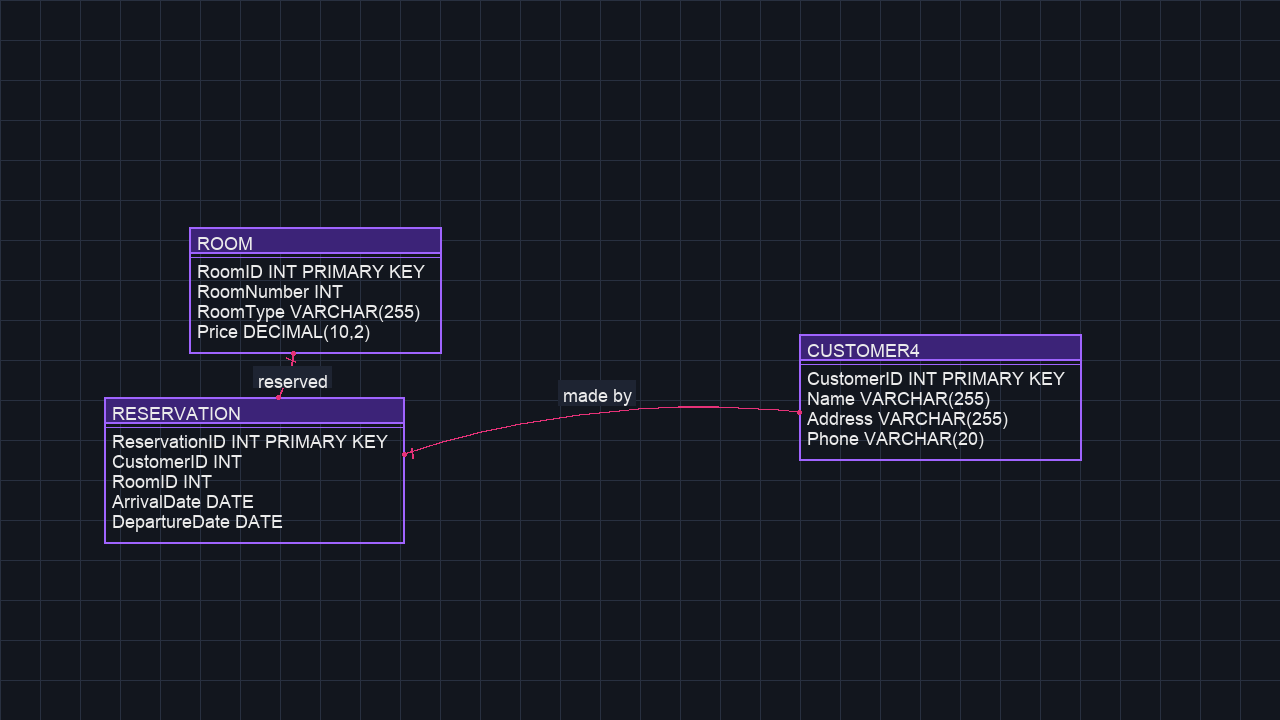 ROOM
RoomID INT PRIMARY KEY
RoomNumber INT
RoomType VARCHAR(255)
Price DECIMAL(10,2)
reserved
RESERVATION
ReservationID INT PRIMARY KEY
CustomerID INT
RoomID INT
ArrivalDate DATE
DepartureDate DATE
made by
CUSTOMER4
CustomerID INT PRIMARY KEY
Name VARCHAR(255)
Address VARCHAR(255)
Phone VARCHAR(20)